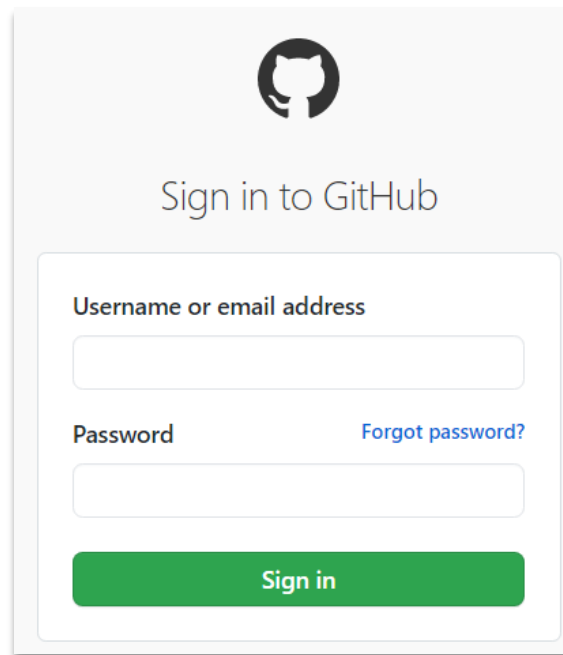 Sign in to GitHub
Username or email address
Password Forgot password?
Sign in